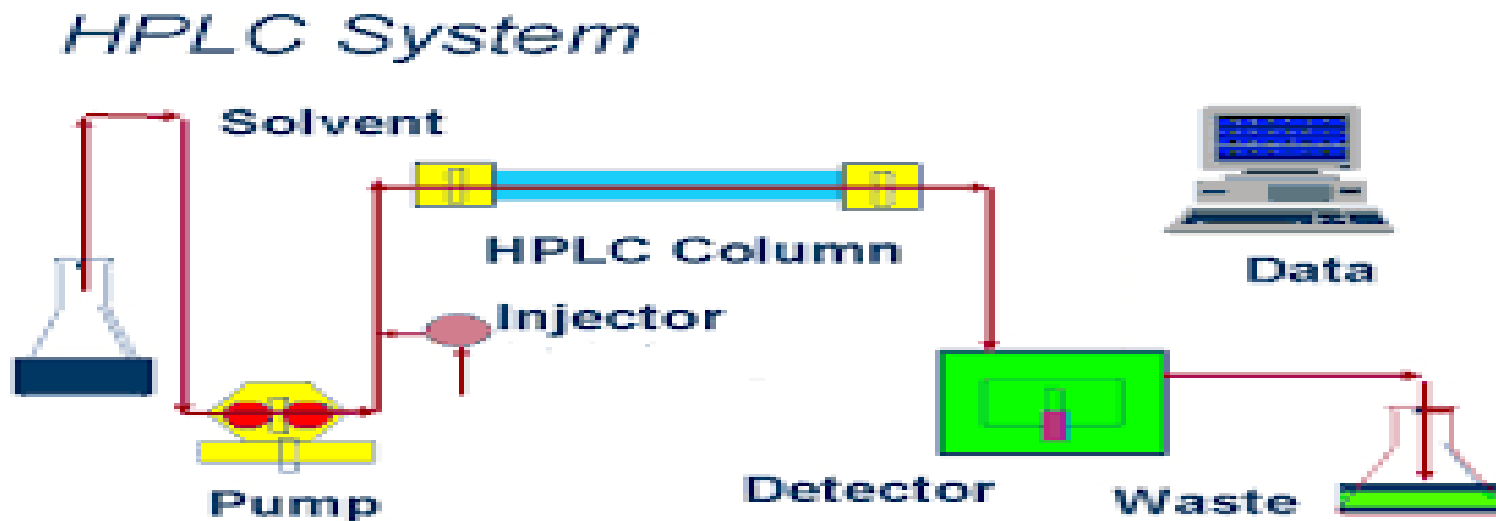 HPLC System
Solvent
HPLC Column
Data
Injector
Detector
Waste
Pump